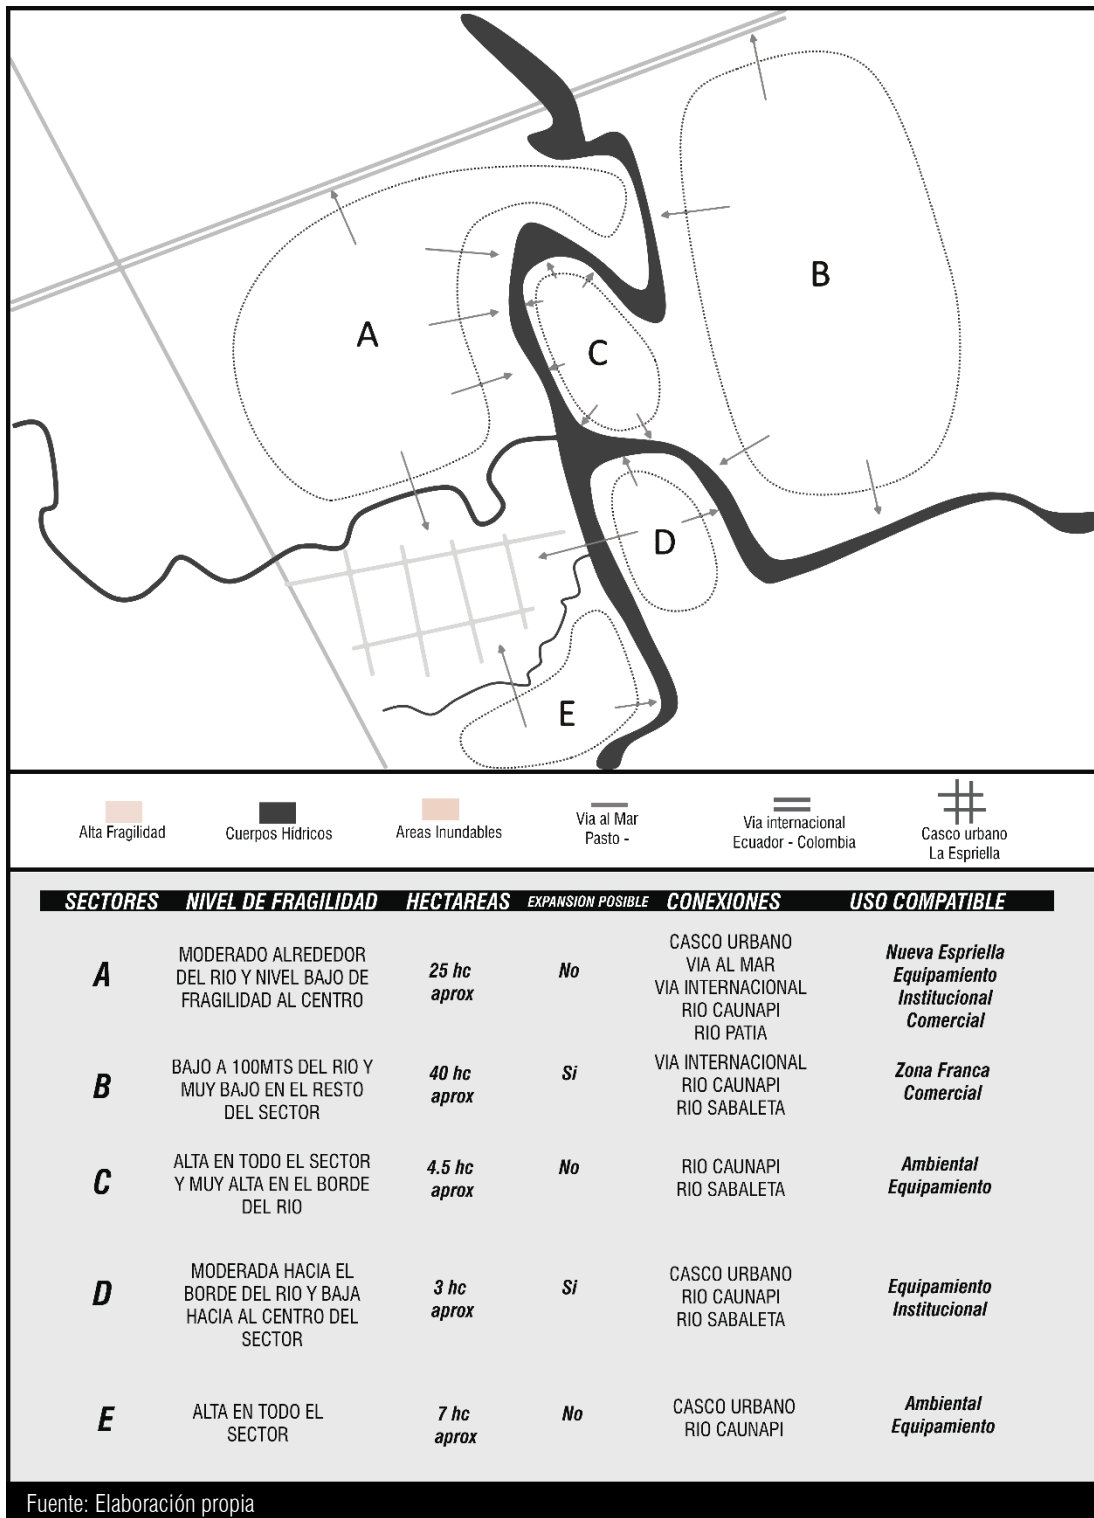 A
B
C
D
E
Alta Fragilidad
Cuerpos Hídricos
Areas Inundables
Via al Mar
Pasto -
Via internacional
Ecuador - Colombia
Casco urbano
La Espriella
SECTORES NIVEL DE FRAGILIDAD HECTAREAS EXPANSION POSIBLE CONEXIONES USO COMPATIBLE
A
MODERADO ALREDEDOR
DEL RIO Y NIVEL BAJO DE
FRAGILIDAD AL CENTRO
25 hc
aprox
No
CASCO URBANO
VIA AL MAR
VIA INTERNACIONAL
RIO CAUNAPI
RIO PATIA
Nueva Espriella
Equipamiento
Institucional
Comercial
B
BAJO A 100MTS DEL RIO Y
MUY BAJO EN EL RESTO
DEL SECTOR
40 hc
aprox
Si
VIA INTERNACIONAL
RIO CAUNAPI
RIO SABALETA
Zona Franca
Comercial
C
ALTA EN TODO EL SECTOR
Y MUY ALTA EN EL BORDE
DEL RIO
4.5 hc
aprox
No
RIO CAUNAPI
RIO SABALETA
Ambiental
Equipamiento
D
MODERADA HACIA EL
BORDE DEL RIO Y BAJA
HACIA AL CENTRO DEL
SECTOR
3 hc
aprox
Si
CASCO URBANO
RIO CAUNAPI
RIO SABALETA
Equipamiento
Institucional
E
ALTA EN TODO EL
SECTOR
7 hc
aprox
No
CASCO URBANO
RIO CAUNAPI
Ambiental
Equipamiento
Fuente: Elaboración propia